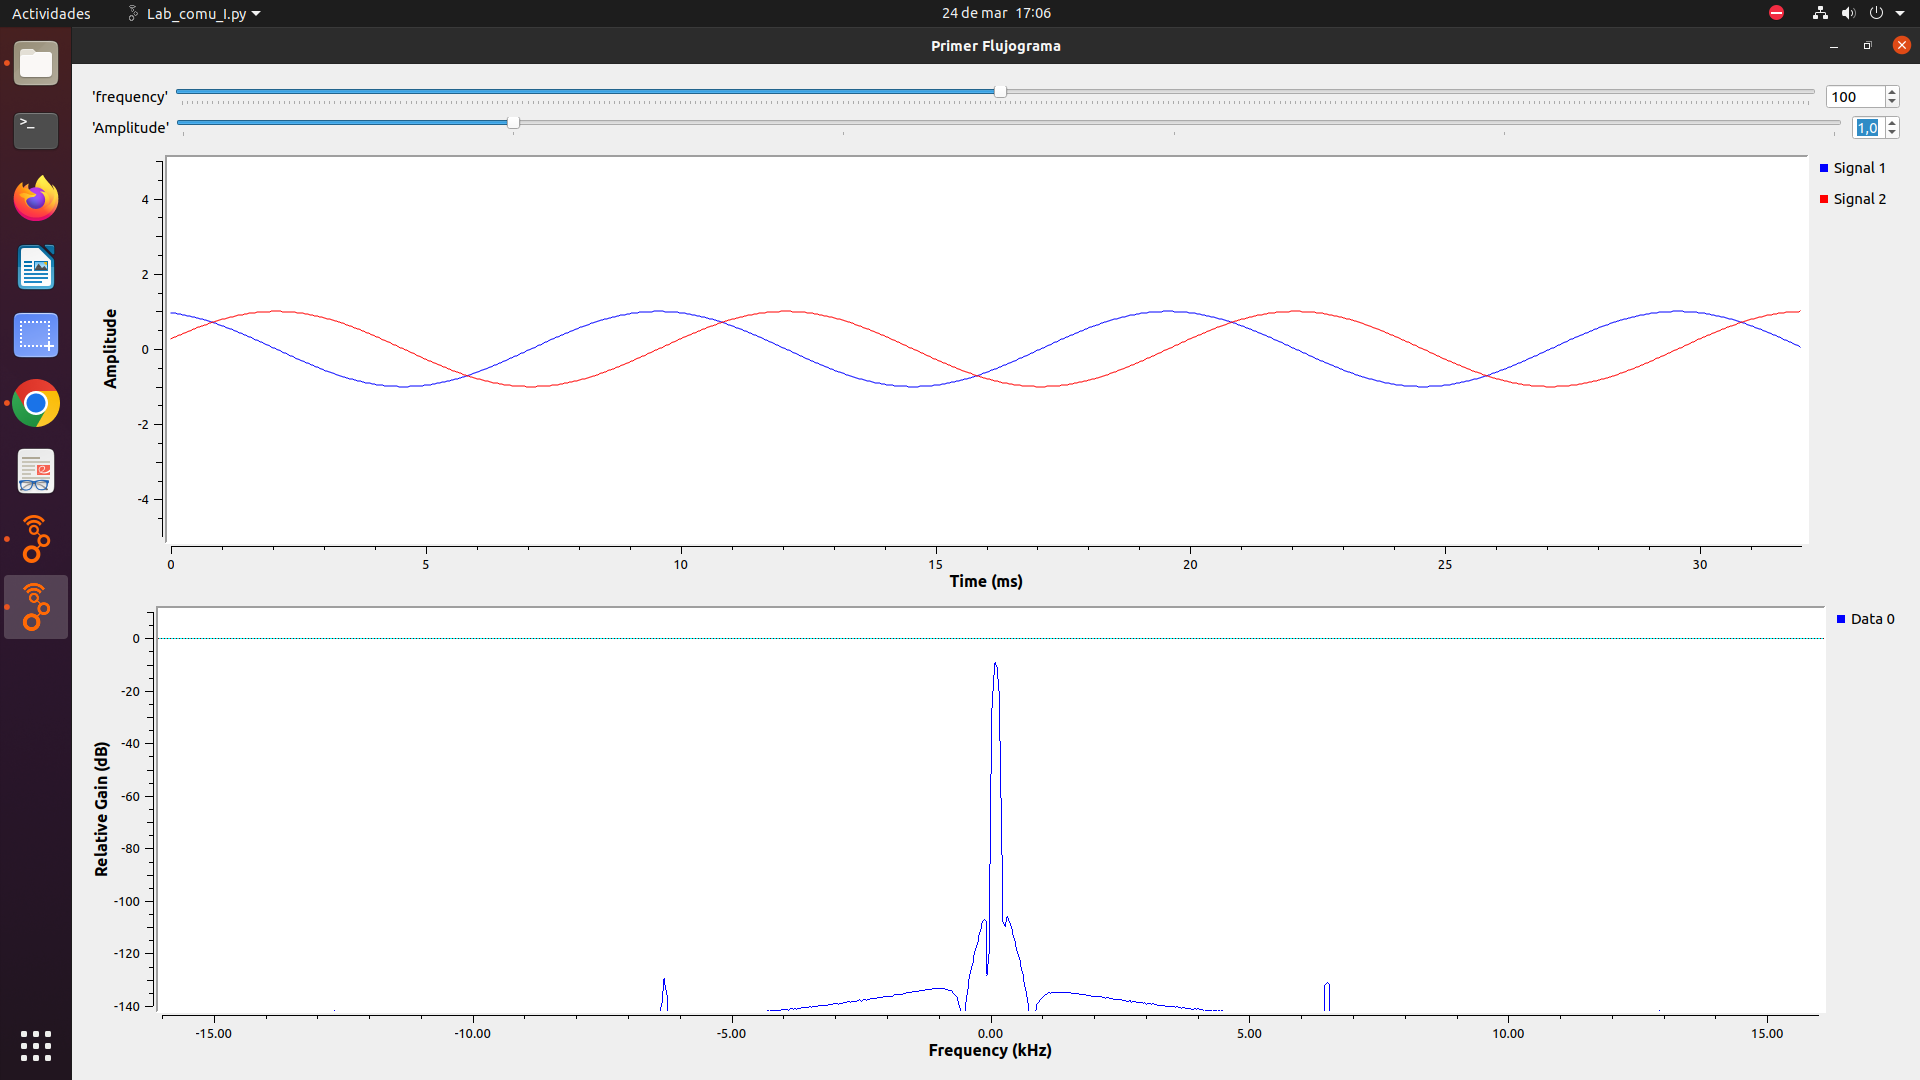 Actividades Lab_comu_I.py 24 de mar 17:06
Primer Flujograma
'frequency' 100
'Amplitude' 1,0
Signal 1
Signal 2
Amplitude
4
2
0
-2
-4
0 5 10 15 20 25 30
Time (ms)
Data 0
Relative Gain (dB)
0
-20
-40
-60
-80
-100
-120
-140
-15.00 -10.00 -5.00 0.00 5.00 10.00 15.00
Frequency (kHz)